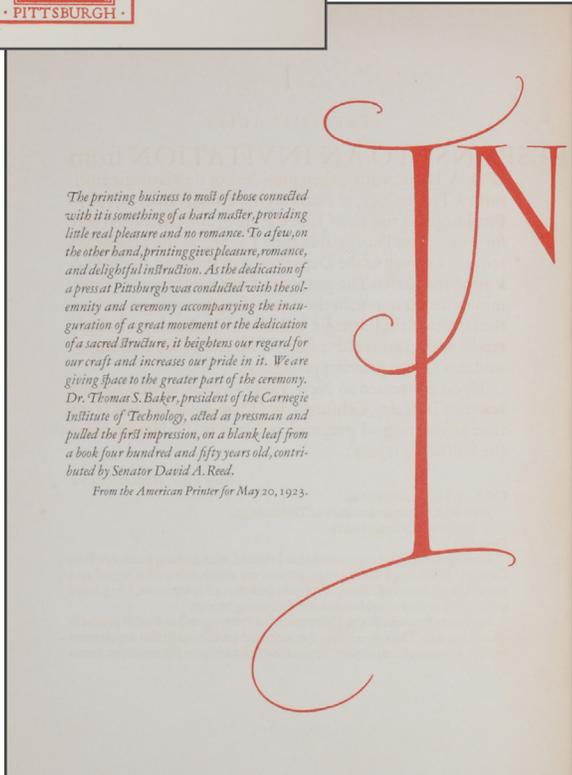 · PITTSBURGH ·
The printing business to most of those connected
with it is something of a hard master, providing
little real pleasure and no romance. To a few, on
the other hand, printing gives pleasure, romance,
and delightful instruction. As the dedication of
a press at Pittsburgh was conducted with the sol-
emnity and ceremony accompanying the inau-
guration of a great movement or the dedication
of a sacred structure, it heightens our regard for
our craft and increases our pride in it. We are
giving space to the greater part of the ceremony.
Dr. Thomas S. Baker, president of the Carnegie
Institute of Technology, acted as pressman and
pulled the first impression, on a blank leaf from
a book four hundred and fifty years old, contri-
buted by Senator David A. Reed.
From the American Printer for May 20, 1923.
IN